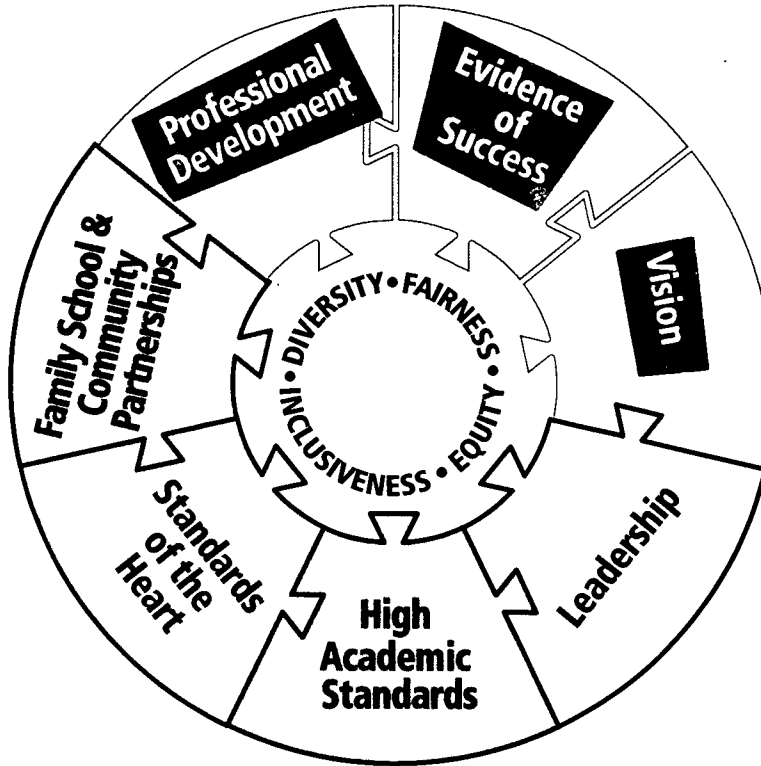 Professional
Development
Evidence
of
Success
Vision
Leadership
High
Academic
Standards
Standards
of the
Heart
Family School &
Community
Partnerships
DIVERSITY • FAIRNESS •
EQUITY •
INCLUSIVENESS •